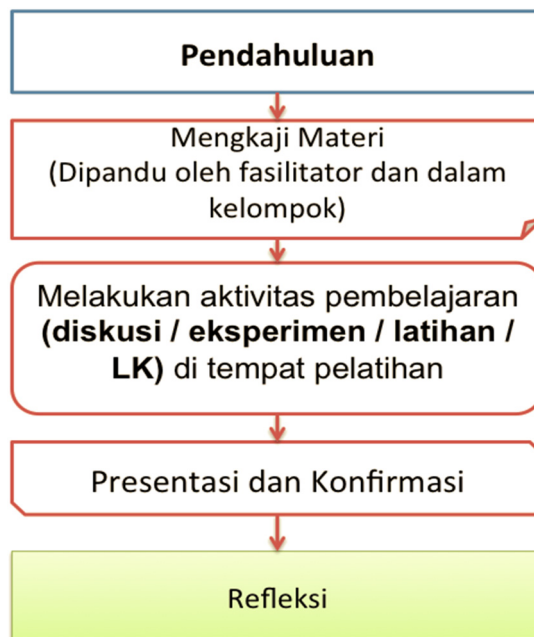 Pendahuluan
Mengkaji Materi
(Dipandu oleh fasilitator dan dalam
kelompok)
Melakukan aktivitas pembelajaran
(diskusi / eksperimen / latihan /
LK) di tempat pelatihan
Presentasi dan Konfirmasi
Refleksi